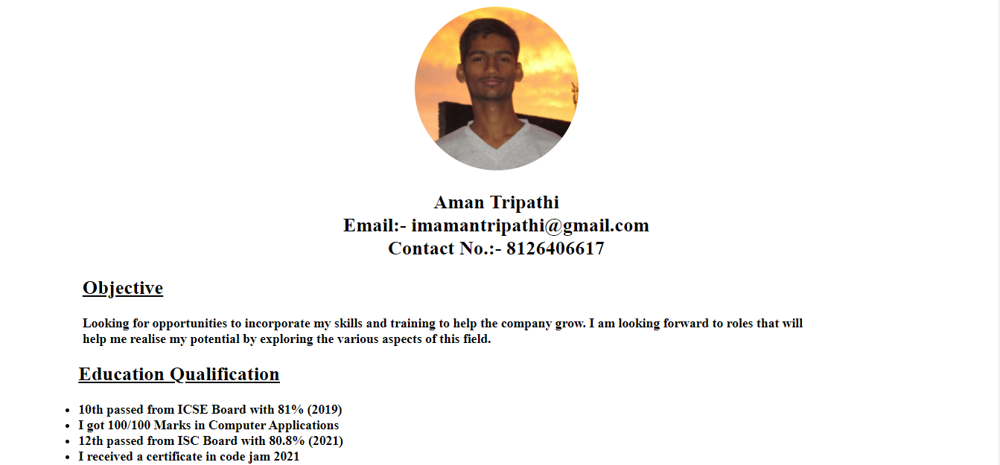 Aman Tripathi
Email:- imamantripathi@gmail.com
Contact No.:- 8126406617
Objective
Looking for opportunities to incorporate my skills and training to help the company grow. I am looking forward to roles that will
help me realise my potential by exploring the various aspects of this field.
Education Qualification
• 10th passed from ICSE Board with 81% (2019)
• I got 100/100 Marks in Computer Applications
• 12th passed from ISC Board with 80.8% (2021)
• I received a certificate in code jam 2021